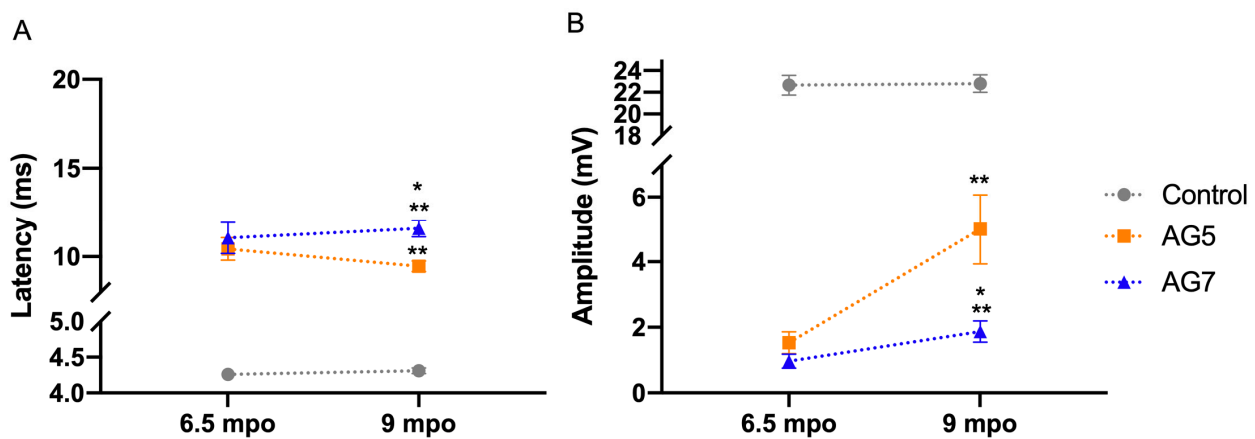 A
Latency (ms)
20
15
10
5.0
4.5
4.0
*
**
**
6.5 mpo
9 mpo
B
Amplitude (mV)
24
22
20
18
6
4
2
0
**
*
**
6.5 mpo
9 mpo
Control
AG5
AG7